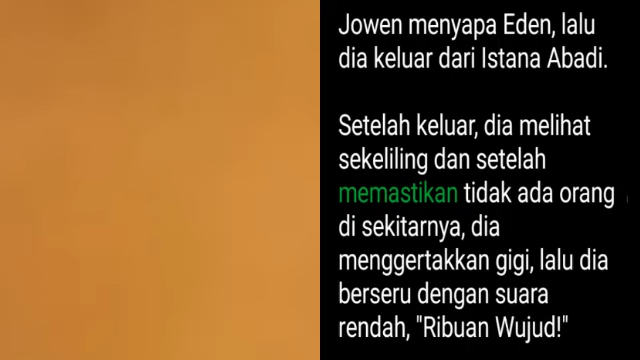 Jowen menyapa Eden, lalu
dia keluar dari Istana Abadi.
Setelah keluar, dia melihat
sekeliling dan setelah
memastikan tidak ada orang
di sekitarnya, dia
menggertakkan gigi, lalu dia
berseru dengan suara
rendah, "Ribuan Wujud!"